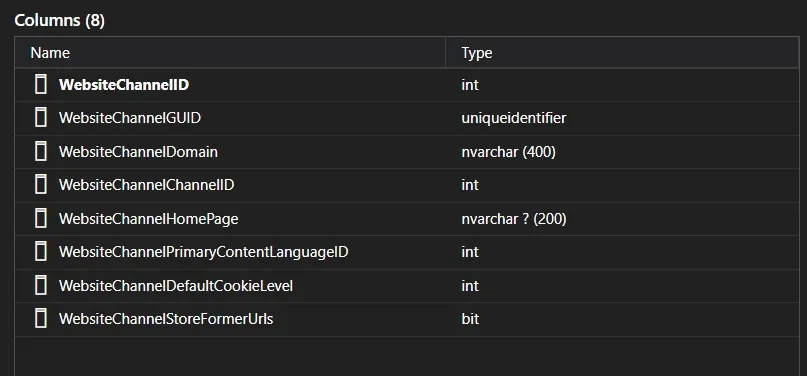 Columns (8)
Name Type
WebsiteChannelID int
WebsiteChannelGUID uniqueidentifier
WebsiteChannelDomain nvarchar (400)
WebsiteChannelChannelID int
WebsiteChannelHomePage nvarchar ? (200)
WebsiteChannelPrimaryContentLanguageID int
WebsiteChannelDefaultCookieLevel int
WebsiteChannelStoreFormerUrls bit